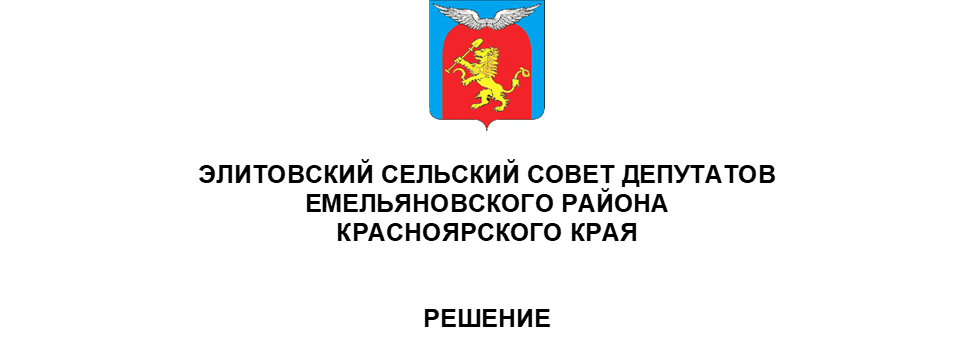 ЭЛИТОВСКИЙ СЕЛЬСКИЙ СОВЕТ ДЕПУТАТОВ
ЕМЕЛЬЯНОВСКОГО РАЙОНА
КРАСНОЯРСКОГО КРАЯ
РЕШЕНИЕ